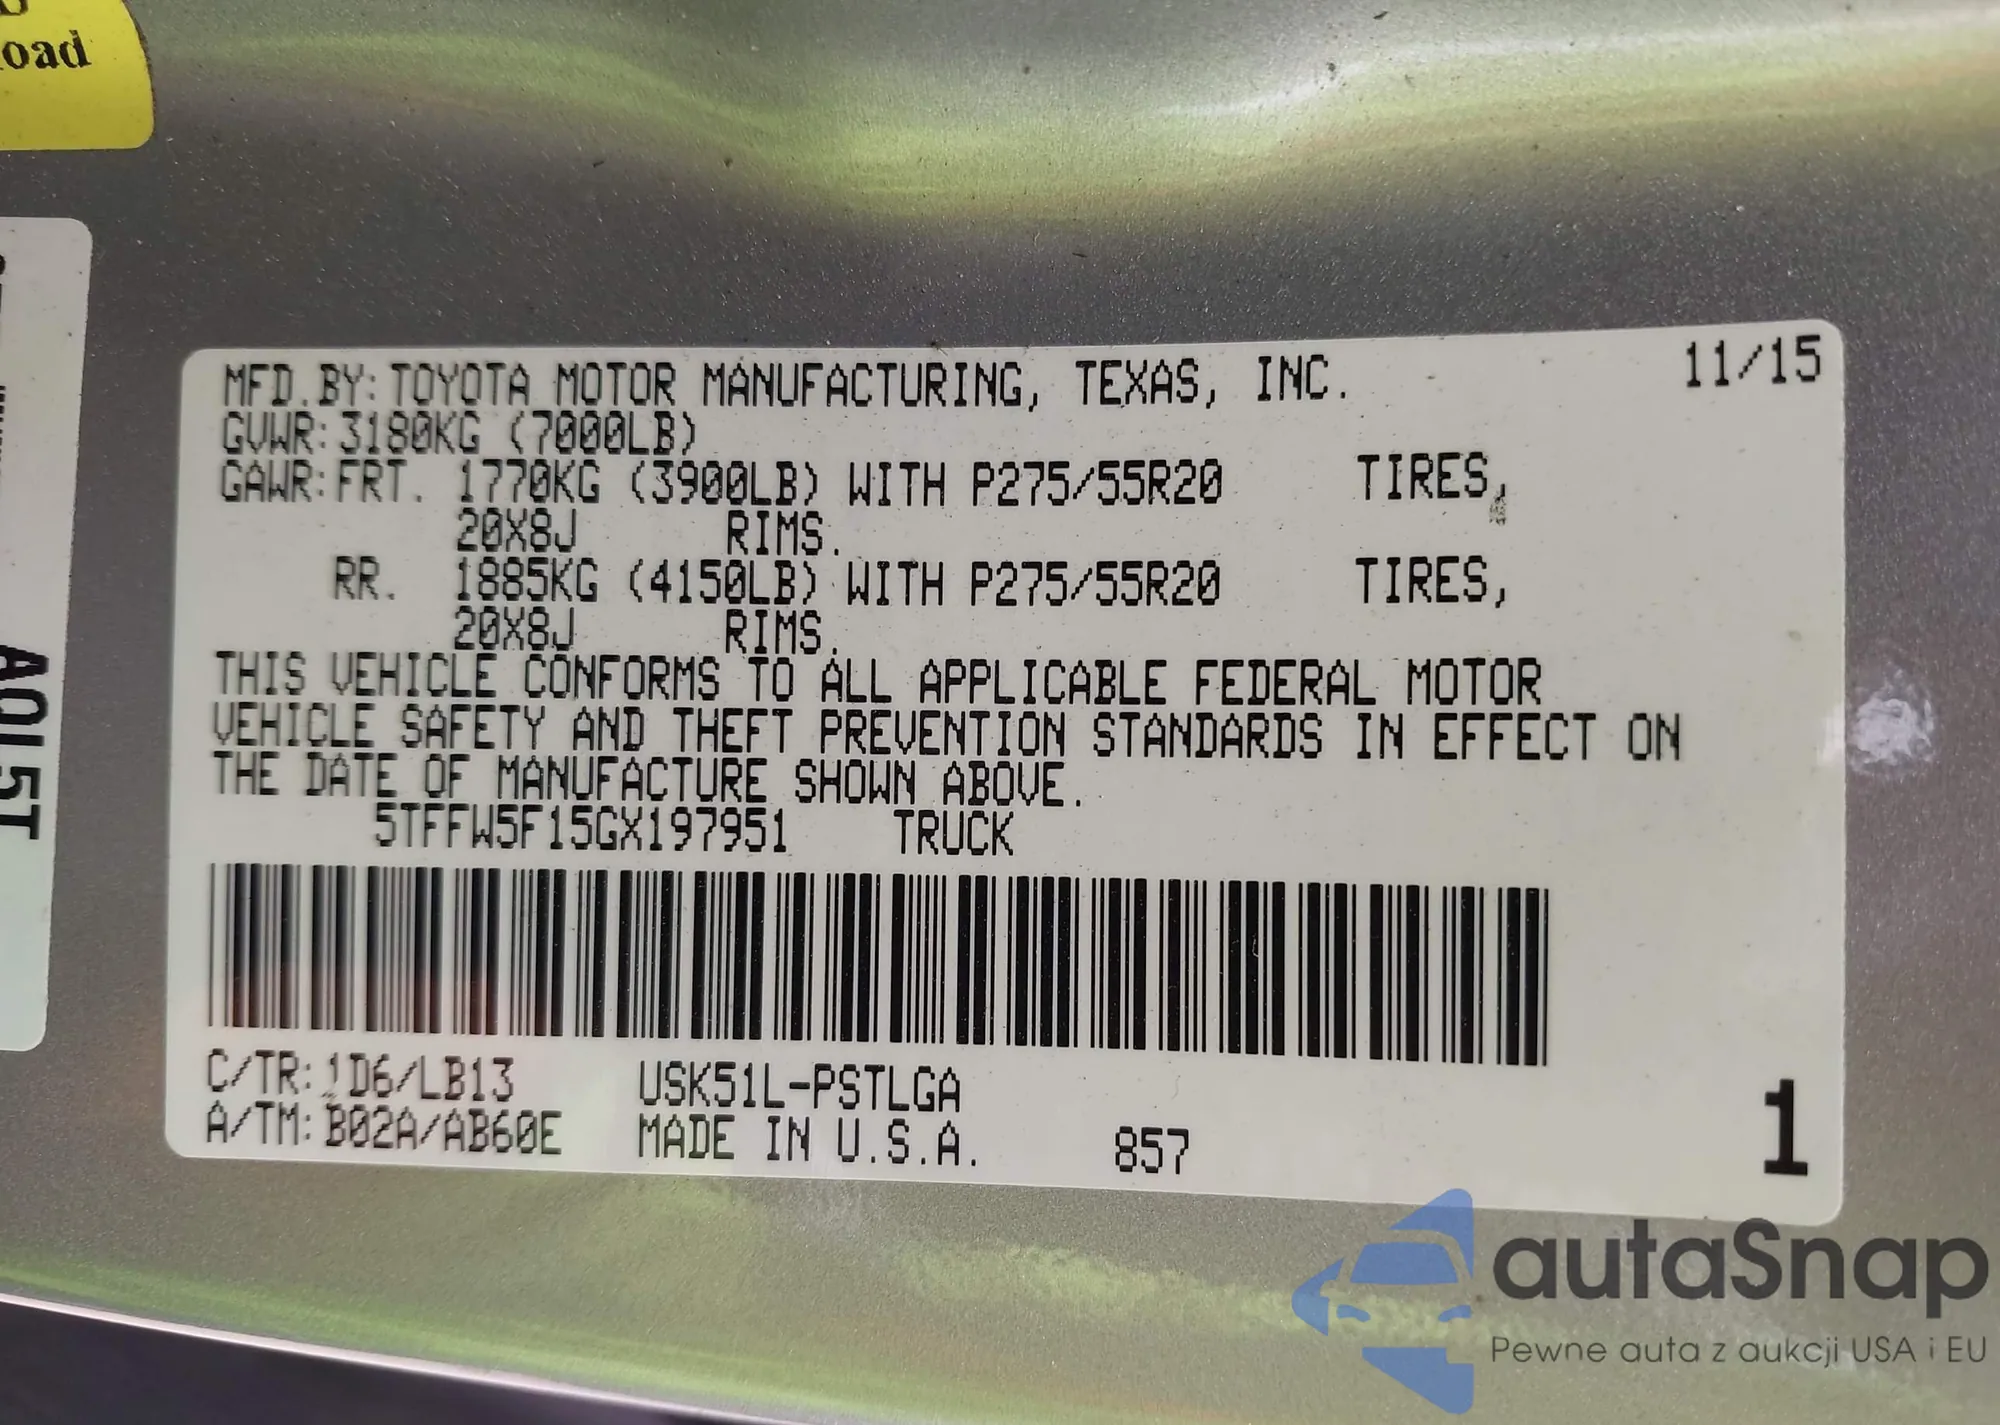 oad
A015T
MFD.BY: TOYOTA MOTOR MANUFACTURING, TEXAS, INC. 11/15
GVWR: 3180KG (7000LB)
GAWR: FRT. 1770KG (3900LB) WITH P275/55R20 TIRES,
20X8J RIMS.
RR. 1885KG (4150LB) WITH P275/55R20 TIRES,
20X8J RIMS.
THIS VEHICLE CONFORMS TO ALL APPLICABLE FEDERAL MOTOR
VEHICLE SAFETY AND THEFT PREVENTION STANDARDS IN EFFECT ON
THE DATE OF MANUFACTURE SHOWN ABOVE.
5TFFW5F15GX197951 TRUCK
C/TR: 1D6/LB13 USK51L-PSTLGA
A/TM: B02A/AB60E MADE IN U.S.A. 857
1
autaSnap
Pewne auta z aukcji USA i EU